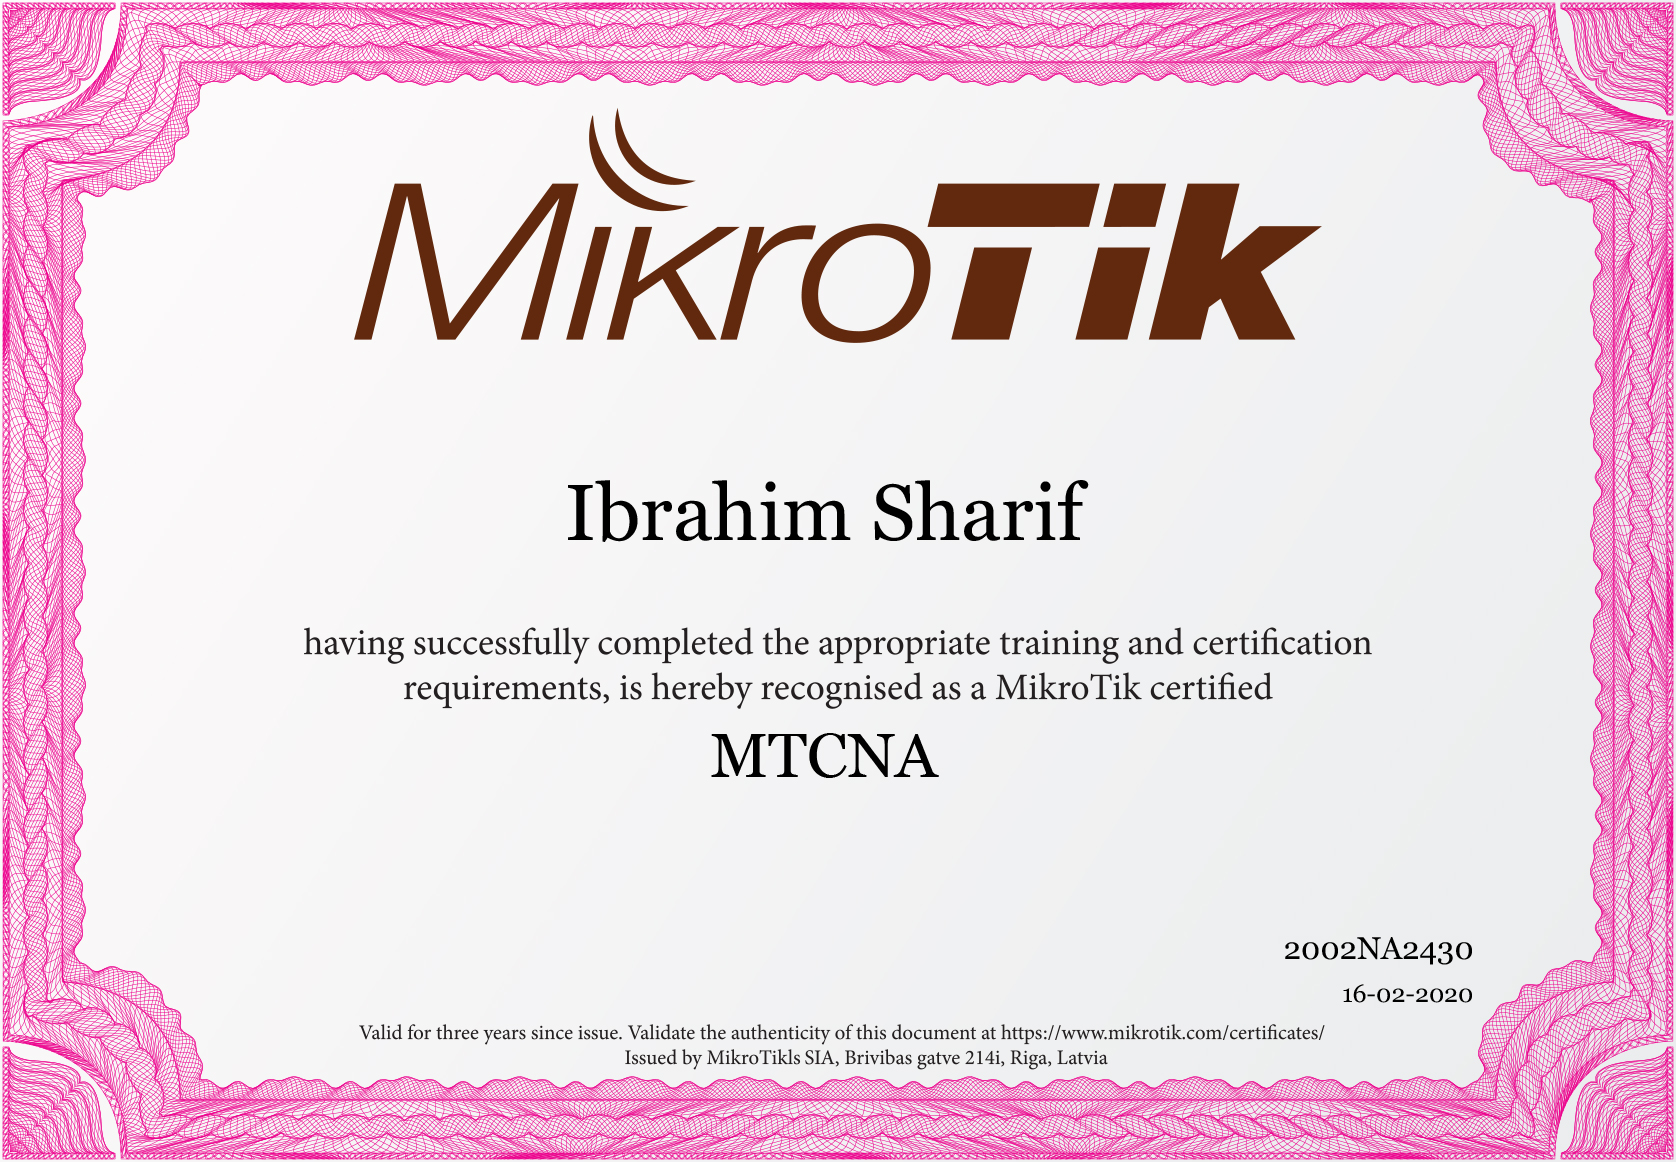 MikroTik
Ibrahim Sharif
having successfully completed the appropriate training and certification
requirements, is hereby recognised as a MikroTik certified
MTCNA
2002NA2430
16-02-2020
Valid for three years since issue. Validate the authenticity of this document at https://www.mikrotik.com/certificates/
Issued by MikroTikls SIA, Brivibas gatve 214i, Riga, Latvia